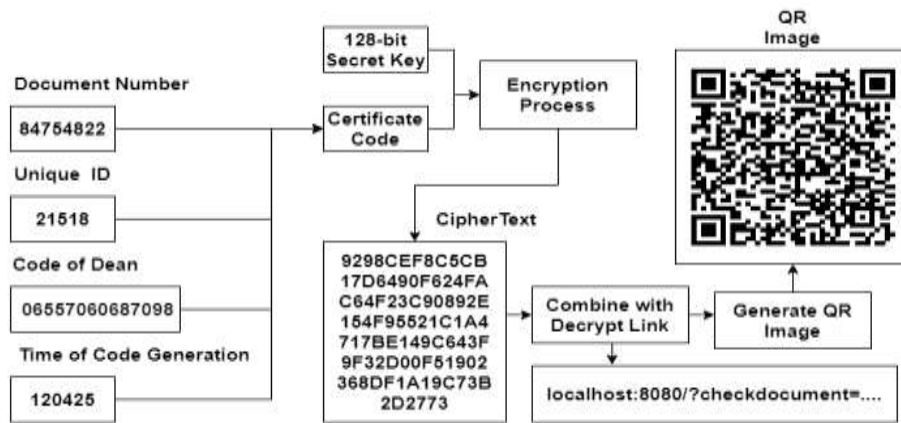 QR
Image
128-bit
Secret Key
Document Number
84754822
Encryption
Process
Certificate
Code
Unique ID
21518
CipherText
Code of Dean
06557060687098
9298CEF8C5CB
17D6490F624FA
C64F23C90892E
154F95521C1A4
717BE149C643F
9F32D00F51902
368DF1A19C73B
2D2773
Combine with
Decrypt Link
Generate QR
Image
Time of Code Generation
120425
localhost:8080/?checkdocument=....